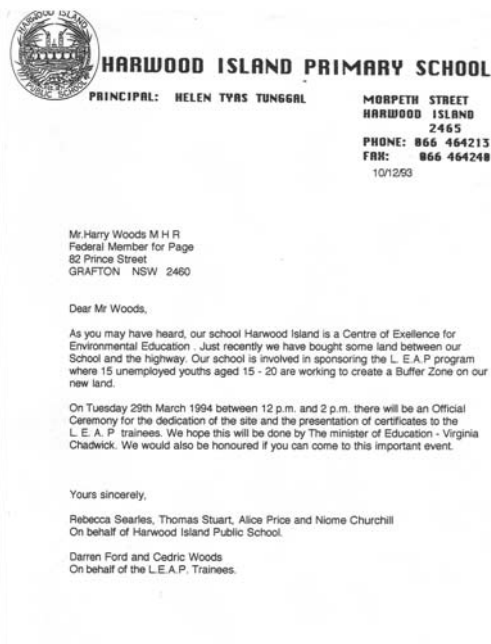 HARWOOD ISLAND
PUBLIC SCHOOL
HARWOOD ISLAND PRIMARY SCHOOL
PRINCIPAL: HELEN TYAS TUNGGAL
MORPETH STREET
HARWOOD ISLAND
2465
PHONE: 066 464213
FAX: 066 464240
10/12/93
Mr.Harry Woods M H R
Federal Member for Page
82 Prince Street
GRAFTON NSW 2460
Dear Mr Woods,
As you may have heard, our school Harwood Island is a Centre of Exellence for
Environmental Education . Just recently we have bought some land between our
School and the highway. Our school is involved in sponsoring the L. E.A.P program
where 15 unemployed youths aged 15 - 20 are working to create a Buffer Zone on our
new land.
On Tuesday 29th March 1994 between 12 p.m. and 2 p.m. there will be an Official
Ceremony for the dedication of the site and the presentation of certificates to the
L. E. A. P trainees. We hope this will be done by The minister of Education - Virginia
Chadwick. We would also be honoured if you can come to this important event.
Yours sincerely,
Rebecca Searles, Thomas Stuart, Alice Price and Niome Churchill
On behalf of Harwood Island Public School.
Darren Ford and Cedric Woods
On behalf of the L.E.A.P. Trainees.